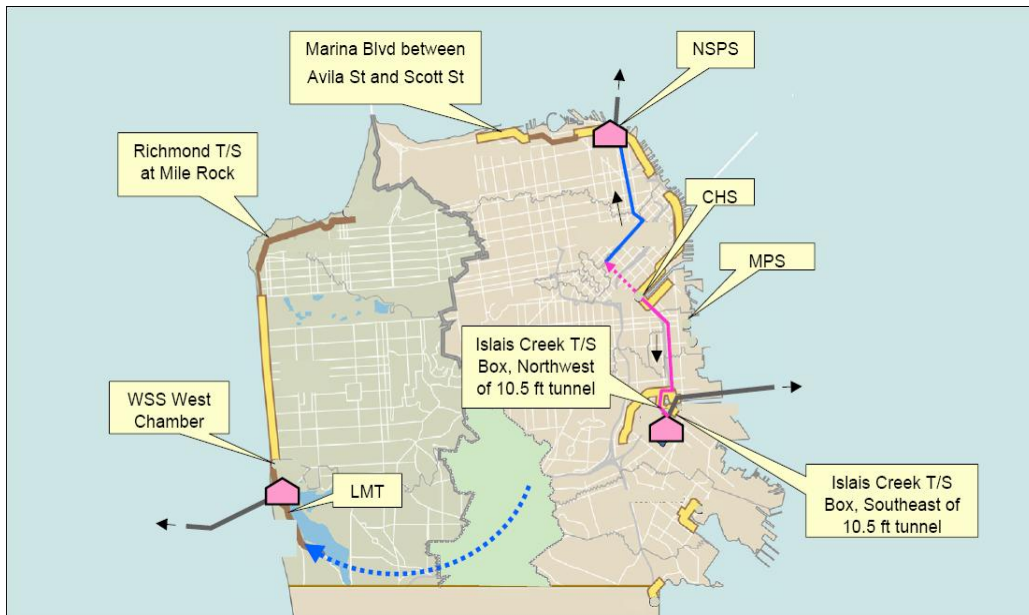 Marina Blvd between
Avila St and Scott St
NSPS
Richmond T/S
at Mile Rock
CHS
MPS
Islais Creek T/S
Box, Northwest
of 10.5 ft tunnel
WSS West
Chamber
LMT
Islais Creek T/S
Box, Southeast of
10.5 ft tunnel